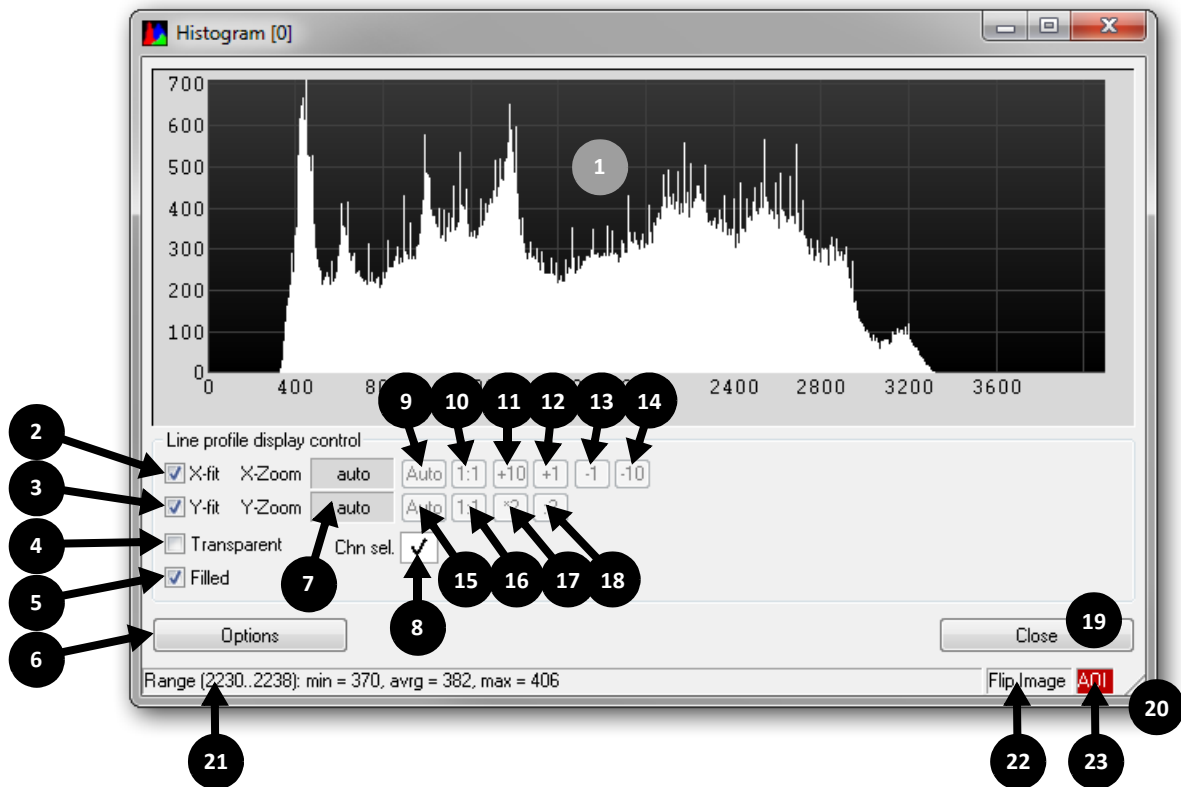 Histogram [0]
700
600
500
400
300
200
100
0
1
0 400 2400 2800 3200 3600
9 10 11 12 13 14
2
3
4
5
6
Line profile display control
X-fit X-Zoom auto Auto 1:1 +10 +1 -1 -10
Y-fit Y-Zoom auto Auto 1:1
Transparent Chn sel.
Filled
7
8
15 16 17 18
Options
Close
19
Range (2230..2238): min = 370, avrg = 382, max = 406
Flip Image AOI
20
21 22 23